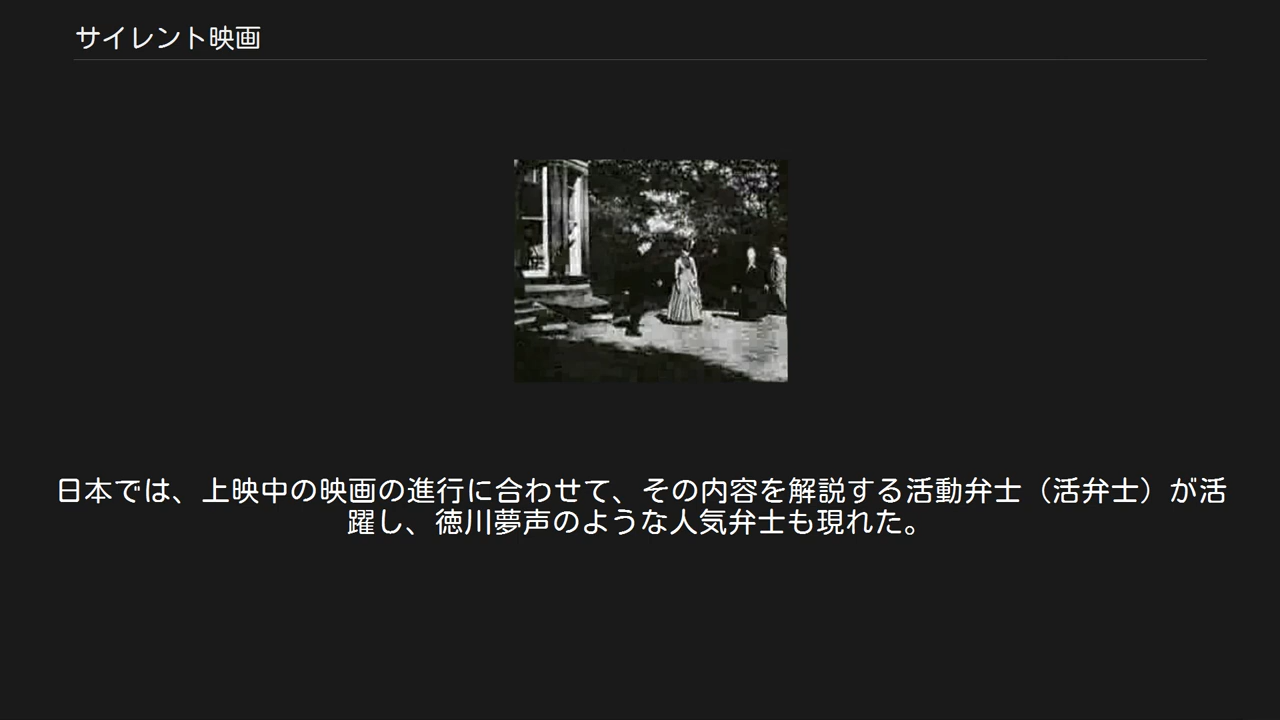 サイレント映画
日本では、上映中の映画の進行に合わせて、その内容を解説する活動弁士（活弁士）が活
躍し、徳川夢声のような人気弁士も現れた。